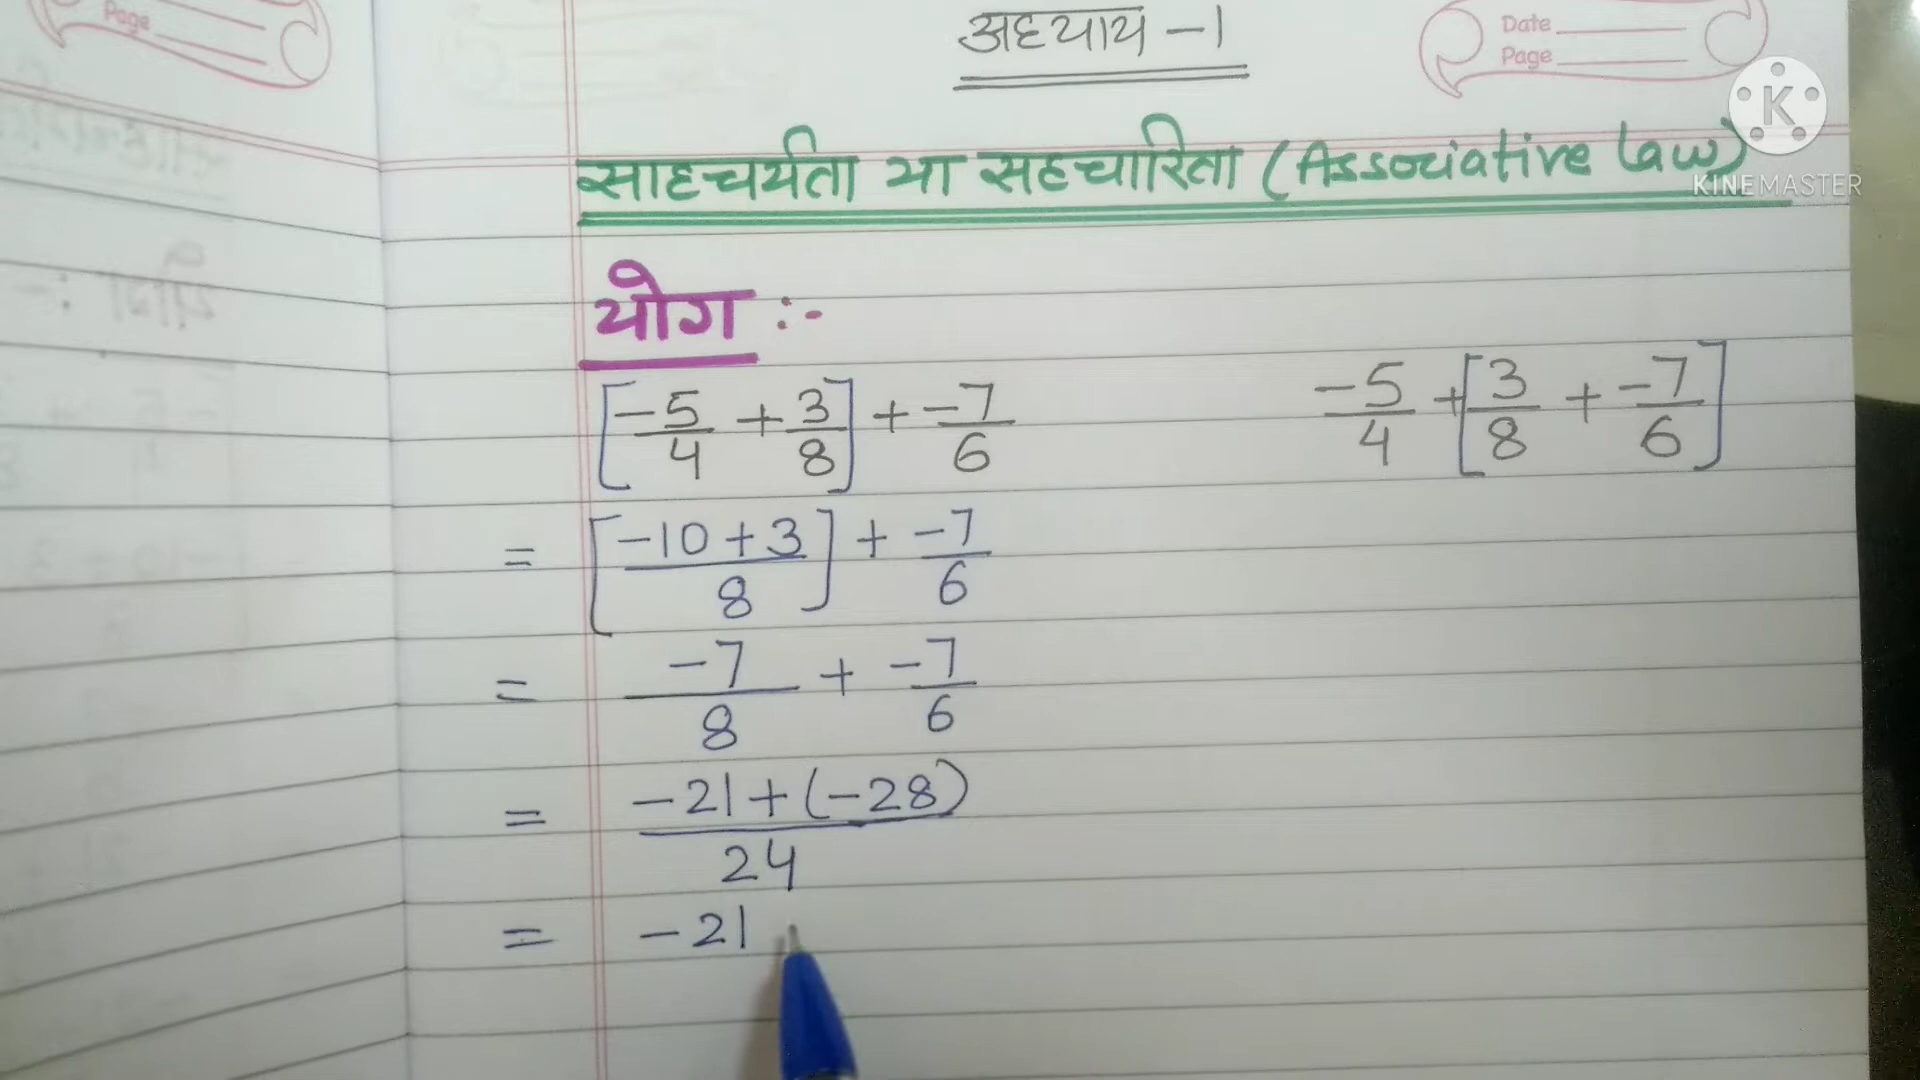 Page
अध्याय -1
Date
Page
साहचर्यता या सहचारिता (Associative Law)
KINEMASTER
योग :-
[-5/4 + 3/8] + -7/6
-5/4 + [3/8 + -7/6]
= [-10+3/8] + -7/6
= -7/8 + -7/6
= -21+(-28)/24
= -21